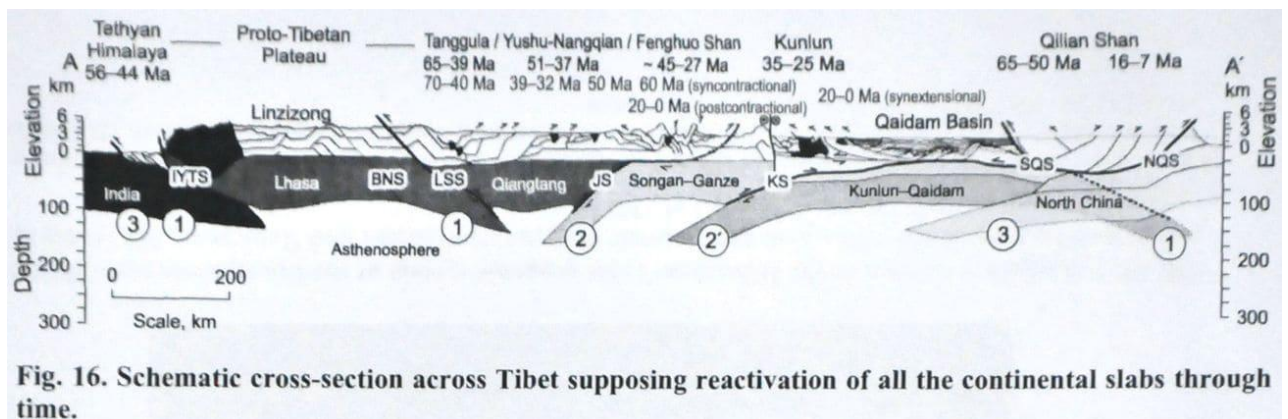 Tethyan Himalaya
56–44 Ma
Proto-Tibetan Plateau
Tanggula / Yushu-Nangqian / Fenghuo Shan
65–39 Ma 51–37 Ma ~ 45–27 Ma
70–40 Ma 39–32 Ma 50 Ma 60 Ma (syncontractional)
20–0 Ma (postcontractional)
Kunlun
35–25 Ma
20–0 Ma (synextensional)
Qilian Shan
65–50 Ma 16–7 Ma
A
km
A´
km
Elevation
6
3
0
Linzizong
Qaidam Basin
6
3
0
Elevation
IYTS
India
Lhasa
BNS
LSS
Qiangtang
JS
Songan–Ganze
KS
Kunlun–Qaidam
SQS
NQS
North China
3
1
1
2
2'
3
1
Asthenosphere
Depth
100
200
300
100
200
300
0 200
Scale, km
Fig. 16. Schematic cross-section across Tibet supposing reactivation of all the continental slabs through
time.